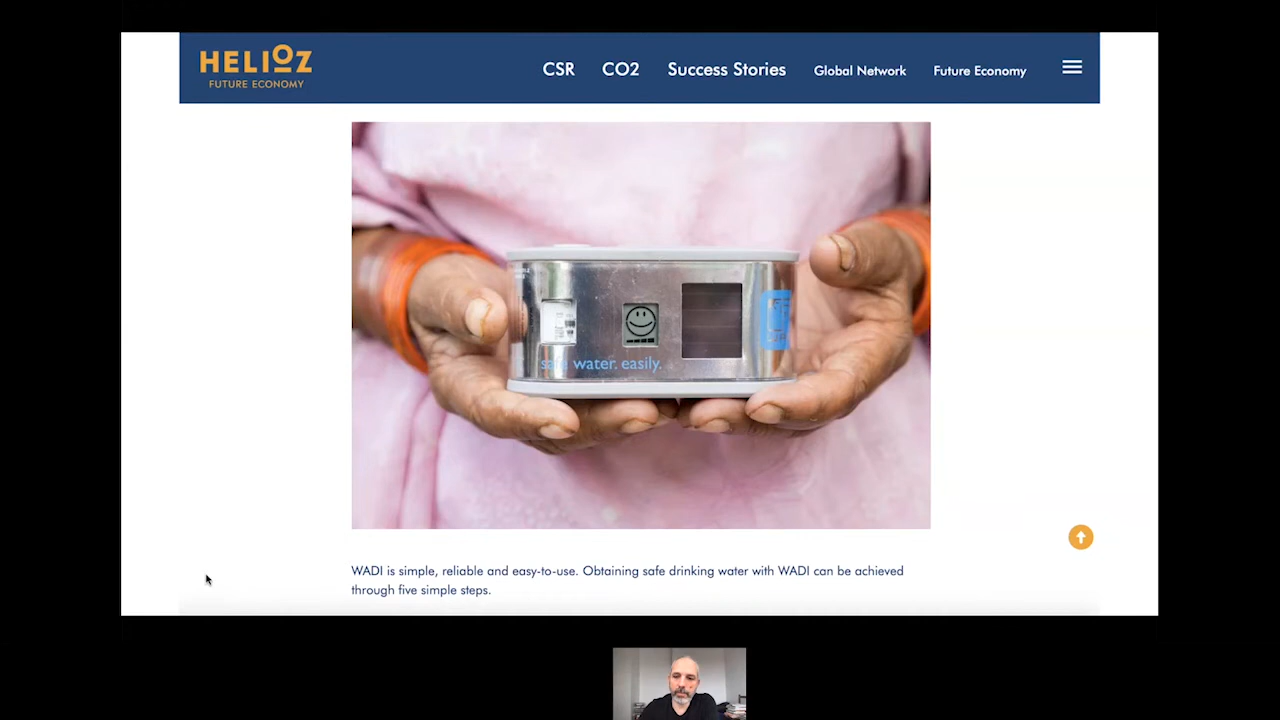 HELIOZ
FUTURE ECONOMY
CSR CO2 Success Stories Global Network Future Economy
safe water. easily.
WADI is simple, reliable and easy-to-use. Obtaining safe drinking water with WADI can be achieved
through five simple steps.